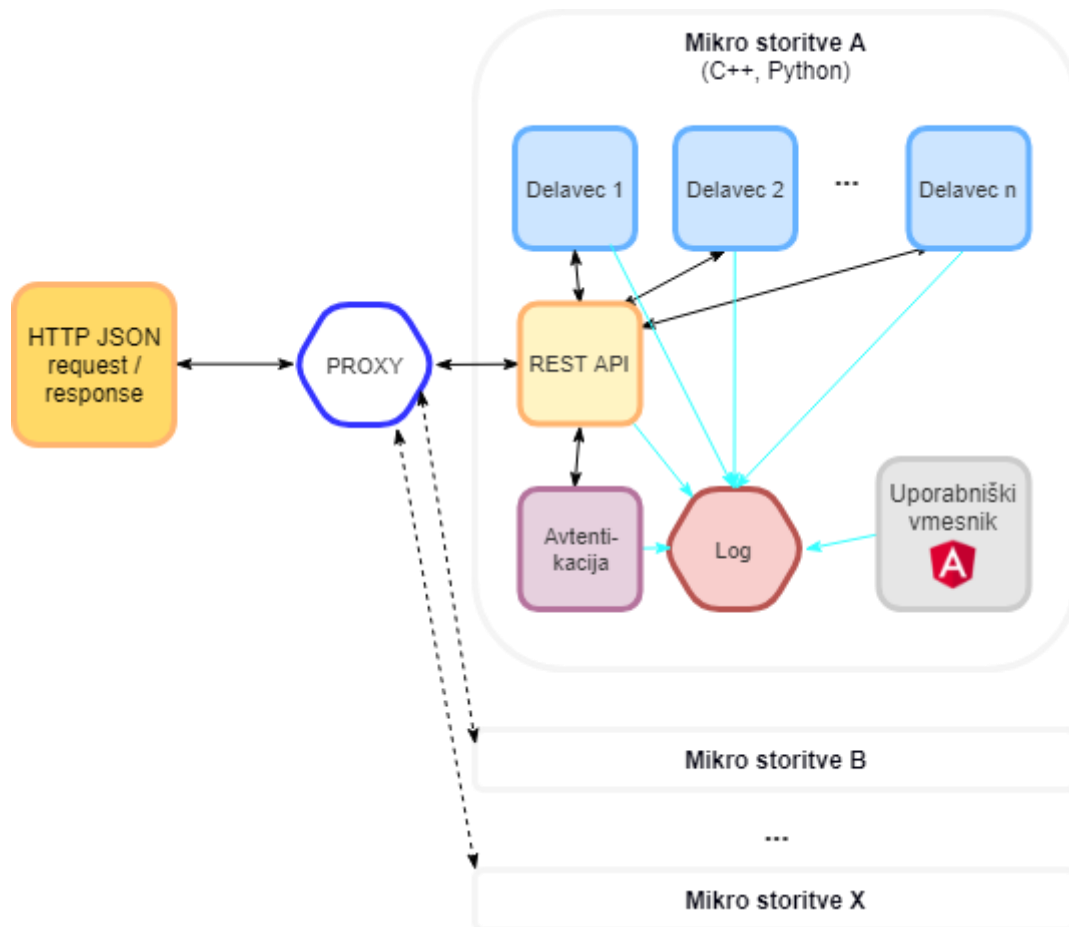 Mikro storitve A
(C++, Python)
Delavec 1
Delavec 2
...
Delavec n
HTTP JSON
request /
response
PROXY
REST API
Avtenti-
kacija
Log
Uporabniški
vmesnik
A
Mikro storitve B
...
Mikro storitve X